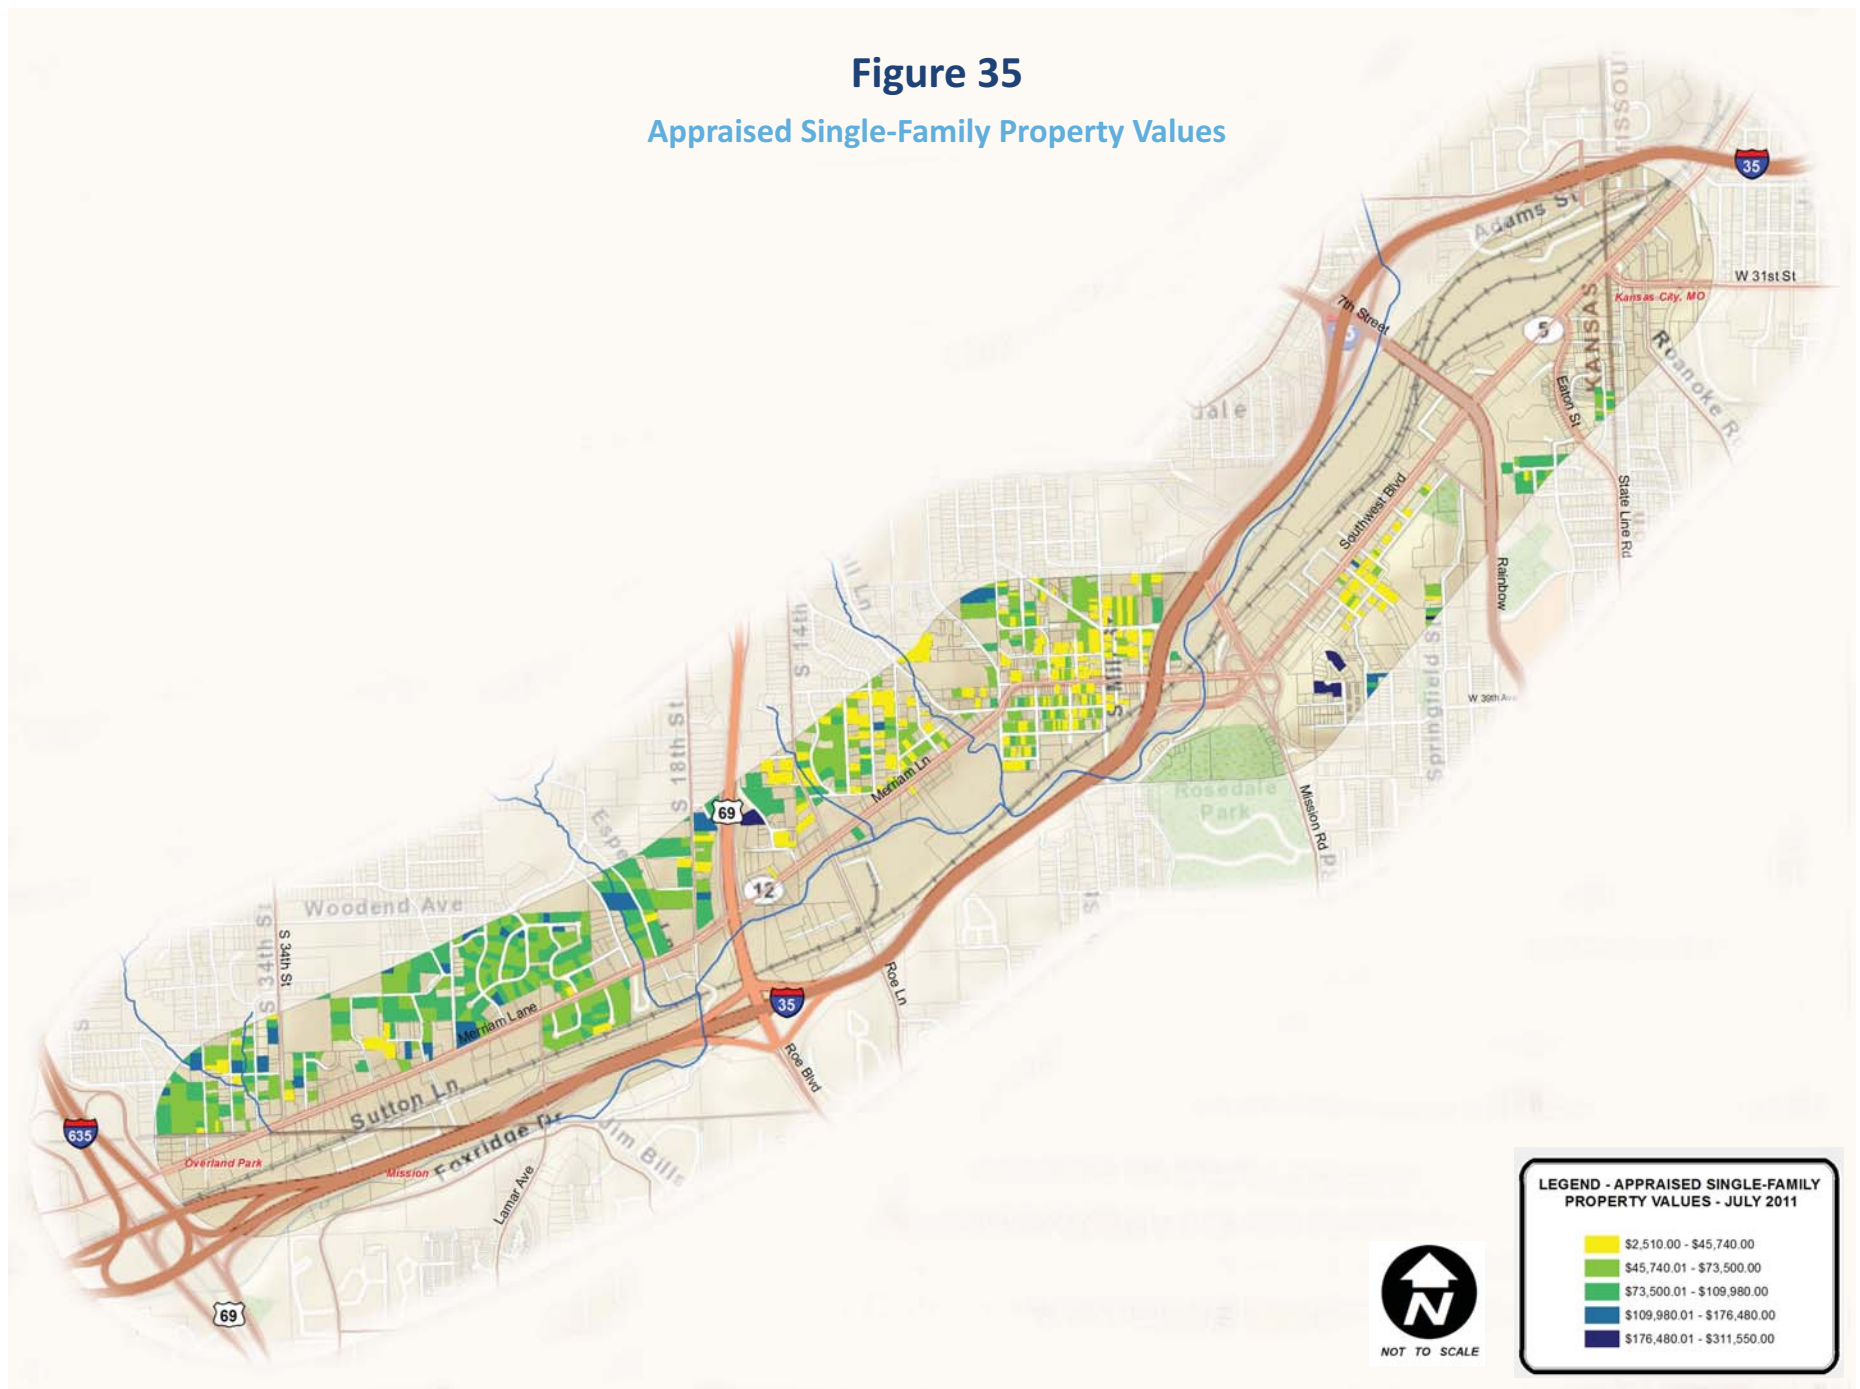 Figure 35
Appraised Single-Family Property Values
35
Adams St
W 31st St
Kansas City, MO
7th Street
5
KANSAS
Roanoke
Eaton St
dale
State Line Rd
Southwest Blvd
Rainbow
S 14th
W 39th Ave
Springfield St
S Mill
S 18th St
Merriam Ln
69
Rosedale
Park
Mission Rd
12
Woodend Ave
S 34th St
S 34th St
Merriam Lane
35
Roe Ln
Roe Blvd
Sutton Ln
Foxridge Dr
635
Overland Park
Mission
Lamar Ave
69
LEGEND - APPRAISED SINGLE-FAMILY
PROPERTY VALUES - JULY 2011
$2,510.00 - $45,740.00
$45,740.01 - $73,500.00
$73,500.01 - $109,980.00
$109,980.01 - $176,480.00
$176,480.01 - $311,550.00
N
NOT TO SCALE